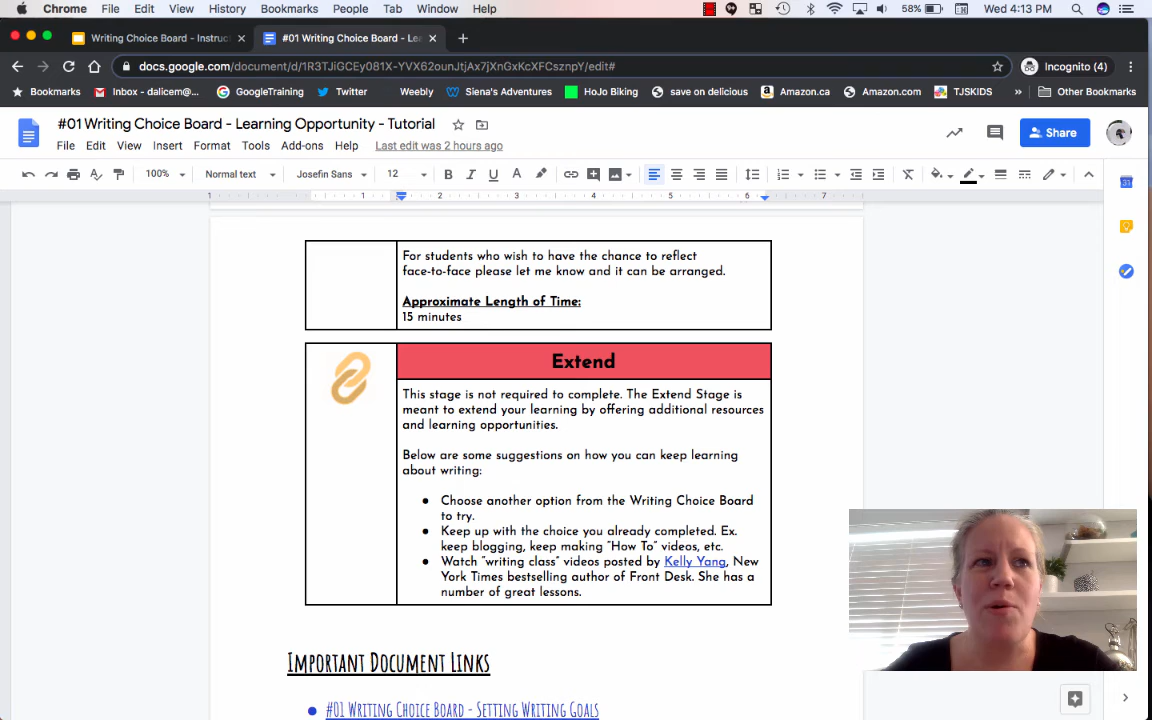 Chrome File Edit View History Bookmarks People Tab Window Help 58% Wed 4:13 PM
Writing Choice Board - Instruc × #01 Writing Choice Board - Lea ×
docs.google.com/document/d/1R3TJiGCEy081X-YVX62ounJtjAx7jXnGxKcXFCsznpY/edit# Incognito (4)
Bookmarks Inbox - dalicem@... GoogleTraining Twitter Weebly Siena's Adventures HoJo Biking save on delicious Amazon.ca Amazon.com TJSKIDS » Other Bookmarks
#01 Writing Choice Board - Learning Opportunity - Tutorial
Share
File Edit View Insert Format Tools Add-ons Help Last edit was 2 hours ago
100% Normal text Josefin Sans 12 B I U A
1 1 2 3 4 5 6 7
For students who wish to have the chance to reflect
face-to-face please let me know and it can be arranged.
Approximate Length of Time:
15 minutes
Extend
This stage is not required to complete. The Extend Stage is
meant to extend your learning by offering additional resources
and learning opportunities.
Below are some suggestions on how you can keep learning
about writing:
● Choose another option from the Writing Choice Board
to try.
● Keep up with the choice you already completed. Ex.
keep blogging, keep making "How To" videos, etc.
● Watch "writing class" videos posted by Kelly Yang, New
York Times bestselling author of Front Desk. She has a
number of great lessons.
Important Document Links
● #01 Writing Choice Board - Setting Writing Goals